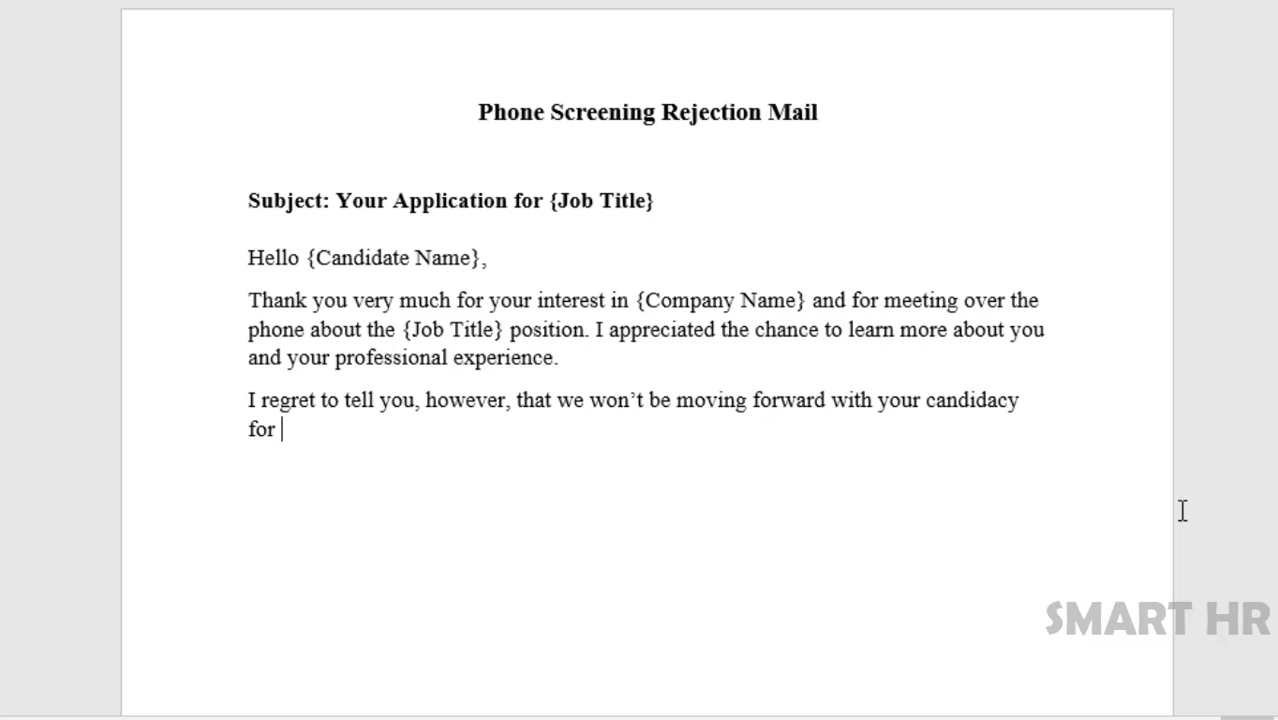 Phone Screening Rejection Mail
Subject: Your Application for {Job Title}
Hello {Candidate Name},
Thank you very much for your interest in {Company Name} and for meeting over the
phone about the {Job Title} position. I appreciated the chance to learn more about you
and your professional experience.
I regret to tell you, however, that we won’t be moving forward with your candidacy
for
SMART HR